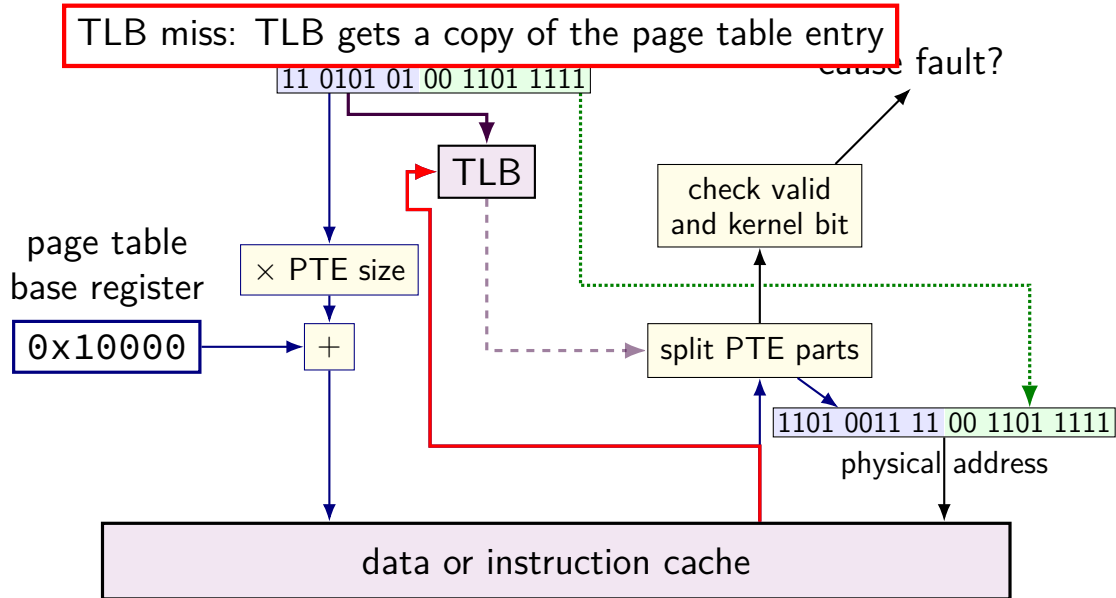 TLB miss: TLB gets a copy of the page table entry
cause fault?
11 0101 01 00 1101 1111
TLB
check valid
and kernel bit
page table
base register
× PTE size
0x10000
+
split PTE parts
1101 0011 11 00 1101 1111
physical address
data or instruction cache